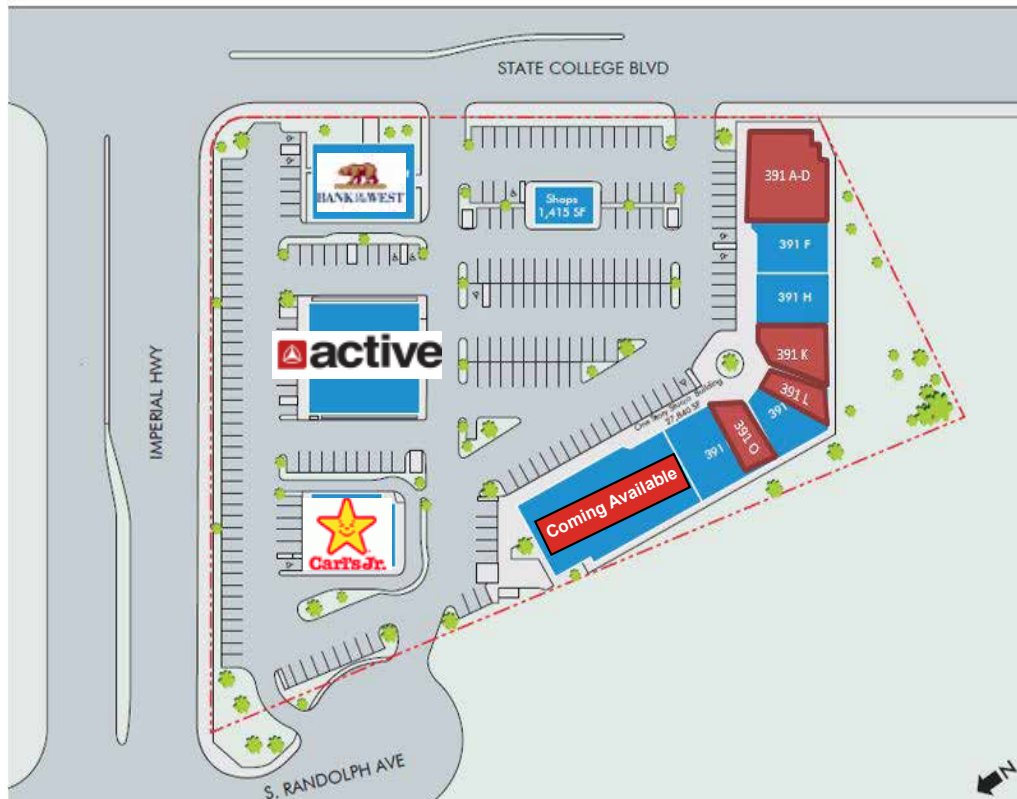 STATE COLLEGE BLVD
IMPERIAL HWY
BANK OF THE WEST
Shops
1,415 SF
391 A-D
391 F
391 H
active
391 K
391 L
391
One Story Stucco Building
27,840 SF
391 O
391
Coming Available
Carl's Jr.
S. RANDOLPH AVE
N